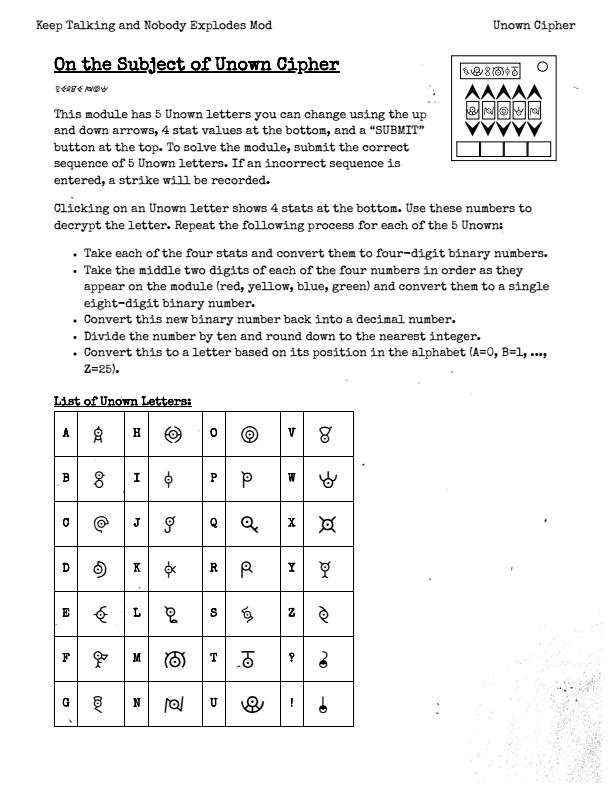 Keep Talking and Nobody Explodes Mod Unown Cipher
On the Subject of Unown Cipher
This module has 5 Unown letters you can change using the up
and down arrows, 4 stat values at the bottom, and a “SUBMIT”
button at the top. To solve the module, submit the correct
sequence of 5 Unown letters. If an incorrect sequence is
entered, a strike will be recorded.
Clicking on an Unown letter shows 4 stats at the bottom. Use these numbers to
decrypt the letter. Repeat the following process for each of the 5 Unown:
• Take each of the four stats and convert them to four-digit binary numbers.
• Take the middle two digits of each of the four numbers in order as they
appear on the module (red, yellow, blue, green) and convert them to a single
eight-digit binary number.
• Convert this new binary number back into a decimal number.
• Divide the number by ten and round down to the nearest integer.
• Convert this to a letter based on its position in the alphabet (A=0, B=1, ...,
Z=25).
List of Unown Letters:
A H O V
B I P W
C J Q X
D K R Y
E L S Z
F M T ?
G N U !